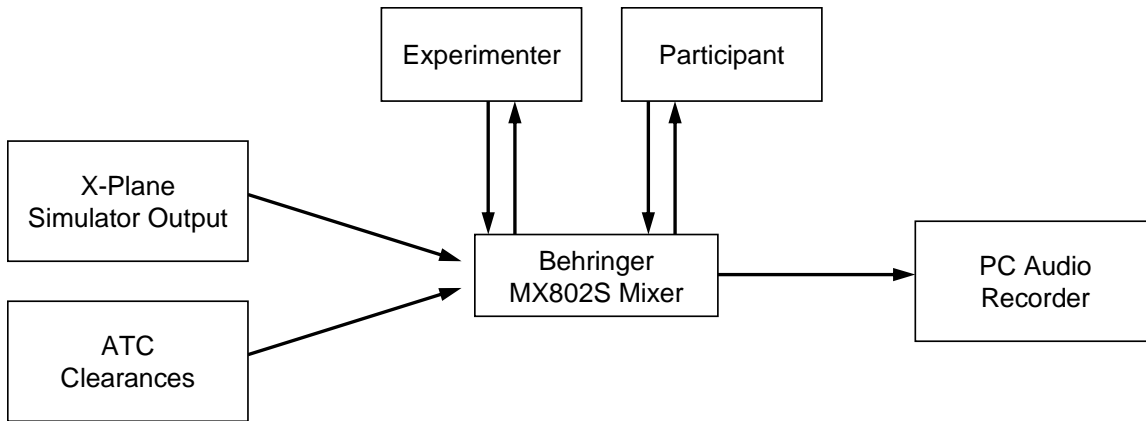 Experimenter
Participant
X-Plane
Simulator Output
Behringer
MX802S Mixer
PC Audio
Recorder
ATC
Clearances